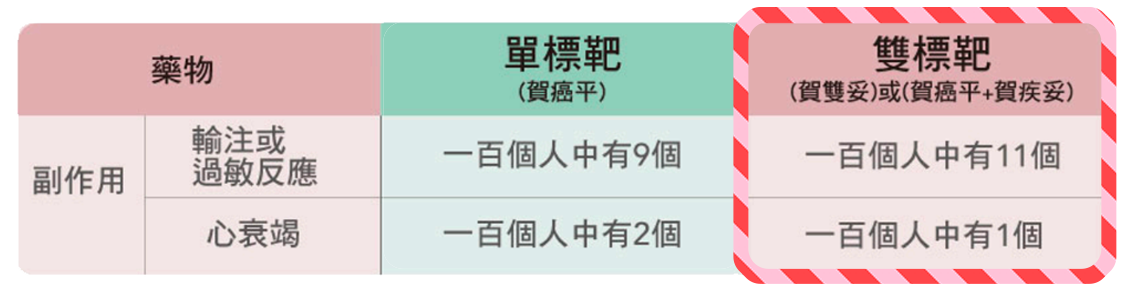 藥物
單標靶
(賀癌平)
雙標靶
(賀雙妥)或(賀癌平+賀疾妥)
副作用
輸注或
過敏反應
一百個人中有9個
一百個人中有11個
心衰竭
一百個人中有2個
一百個人中有1個